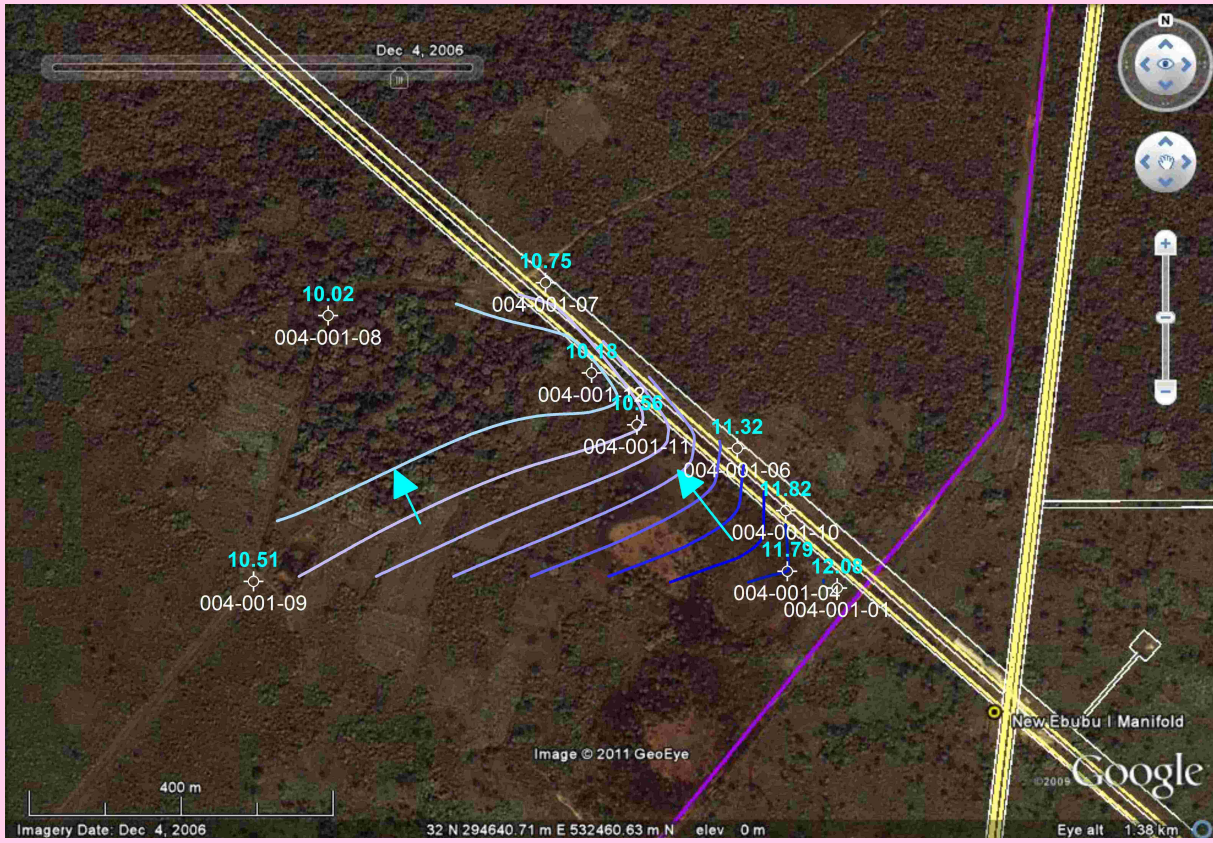 N
Dec 4, 2006
10.75
004-001-07
10.02
004-001-08
10.18
004-001-12
10.56
004-001-11
11.32
004-001-06
11.82
004-001-10
11.79
004-001-04
12.08
004-001-01
10.51
004-001-09
New Ebubu I Manifold
Image © 2011 GeoEye
©2009 Google
400 m
Imagery Date: Dec 4, 2006
32 N 294640.71 m E 532460.63 m N elev 0 m
Eye alt 1.38 km